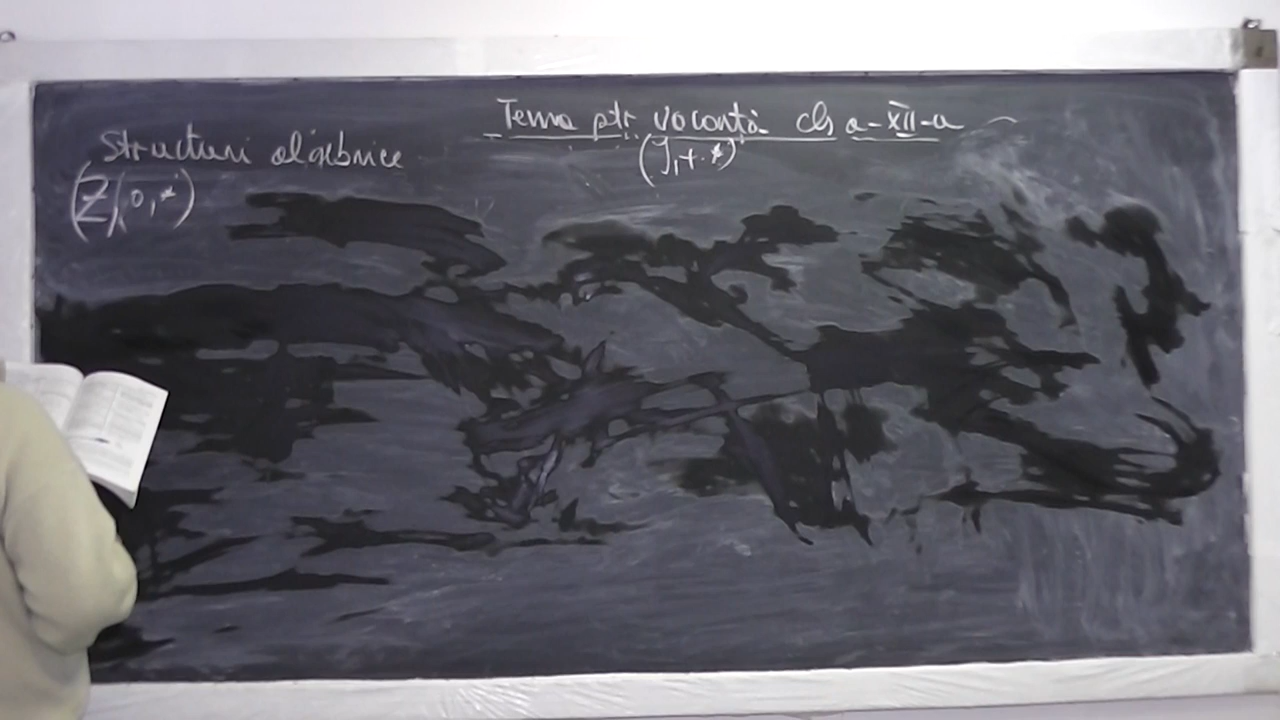 Tema ptr vacanță cls a-XII-a
Structuri algebrice
(Z, o, *)